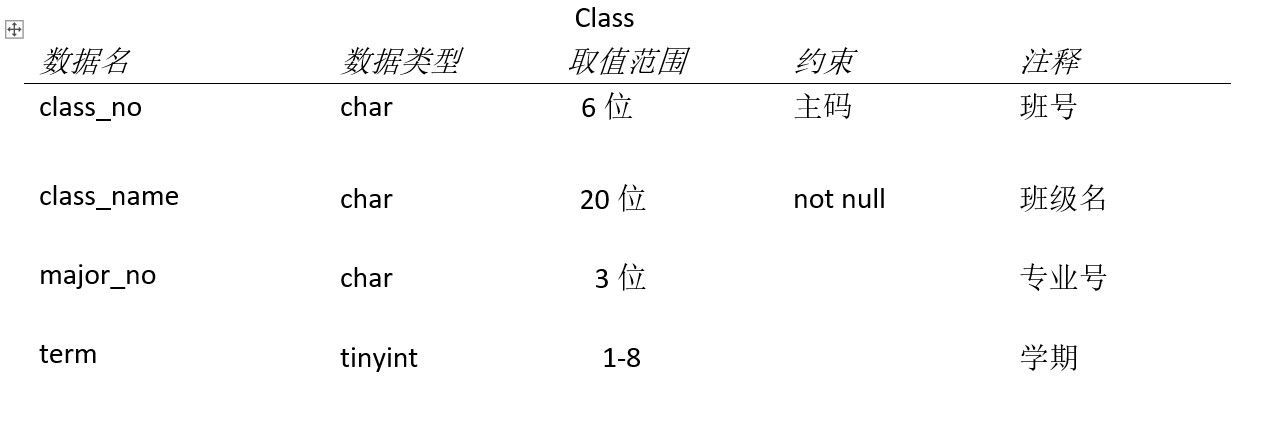 Class
数据名 数据类型 取值范围 约束 注释
class_no char 6 位 主码 班号
class_name char 20 位 not null 班级名
major_no char 3 位 专业号
term tinyint 1-8 学期